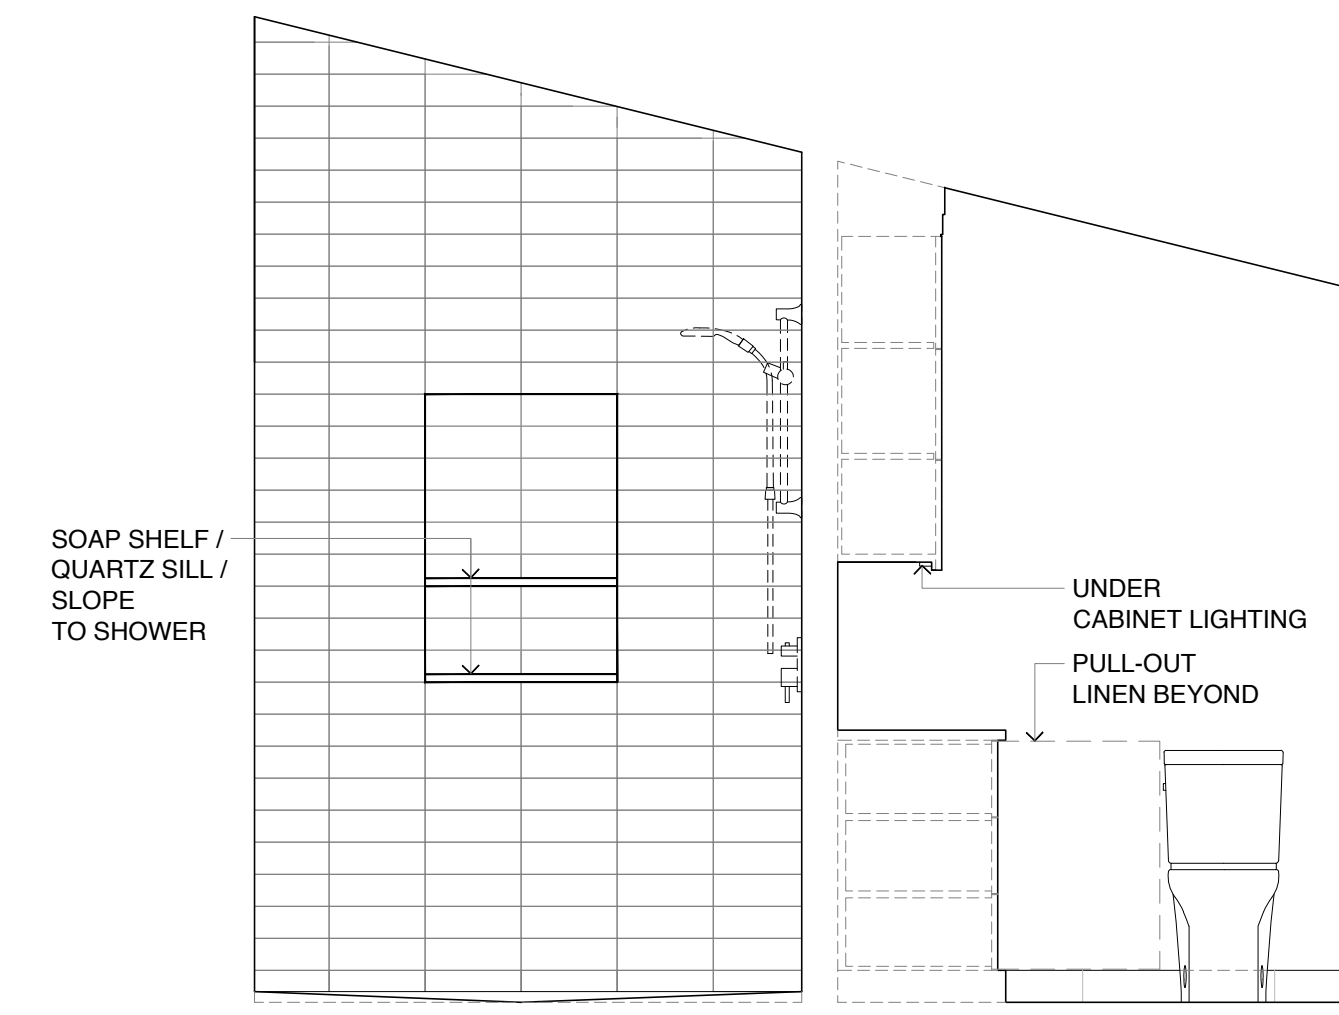 SOAP SHELF /
QUARTZ SILL /
SLOPE
TO SHOWER
UNDER
CABINET LIGHTING
PULL-OUT
LINEN BEYOND